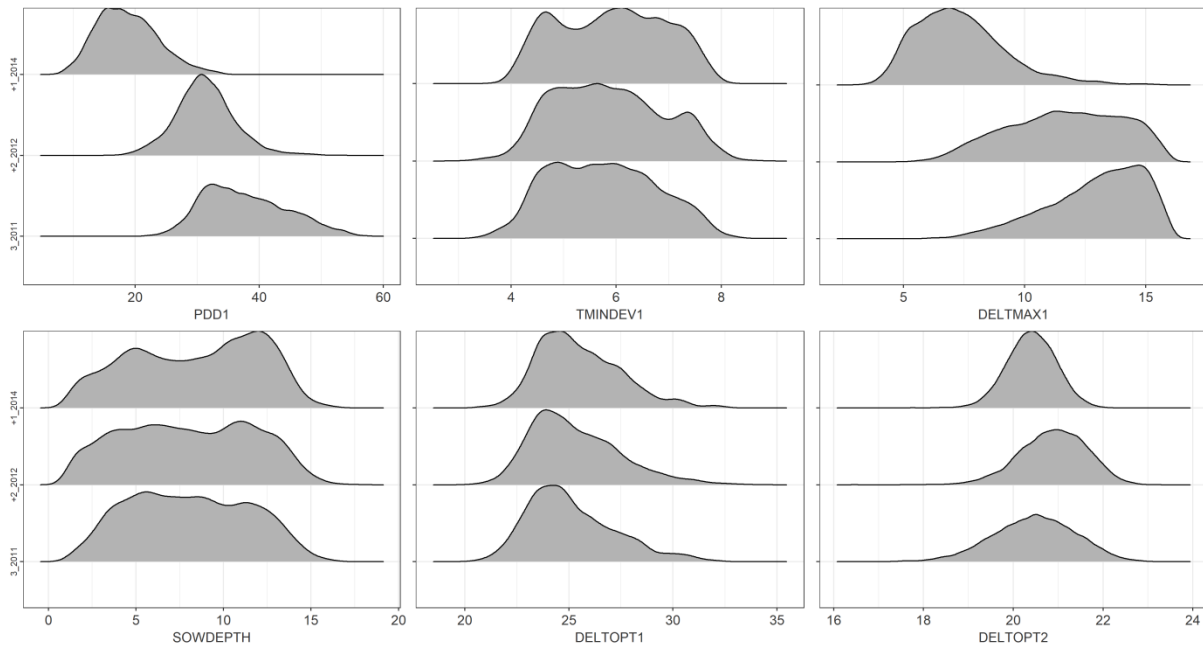 +1_2014
+2_2012
3_2011
20 40 60
PDD1
4 6 8
TMINDEV1
5 10 15
DELTMAX1
+1_2014
+2_2012
3_2011
0 5 10 15 20
SOWDEPTH
20 25 30 35
DELTOPT1
16 18 20 22 24
DELTOPT2